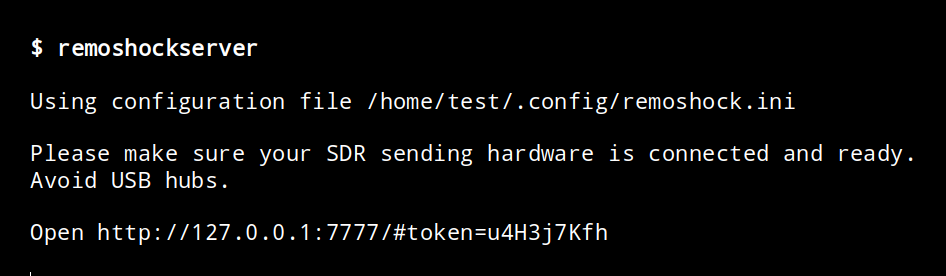 $ remoshockserver
Using configuration file /home/test/.config/remoshock.ini
Please make sure your SDR sending hardware is connected and ready.
Avoid USB hubs.
Open http://127.0.0.1:7777/#token=u4H3j7Kfh